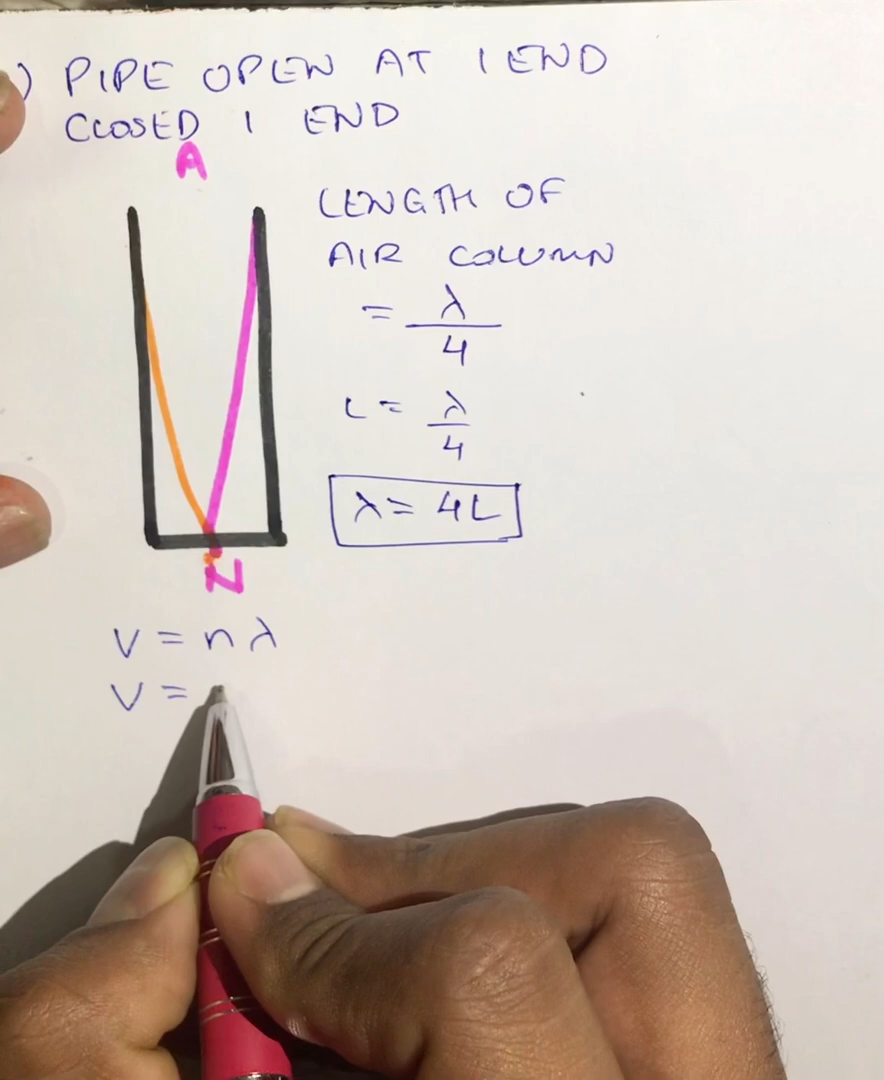 ) PIPE OPEN AT 1 END
CLOSED 1 END
A
LENGTH OF
AIR COLUMN
= λ/4
L = λ/4
λ = 4L
N
V = nλ
V =